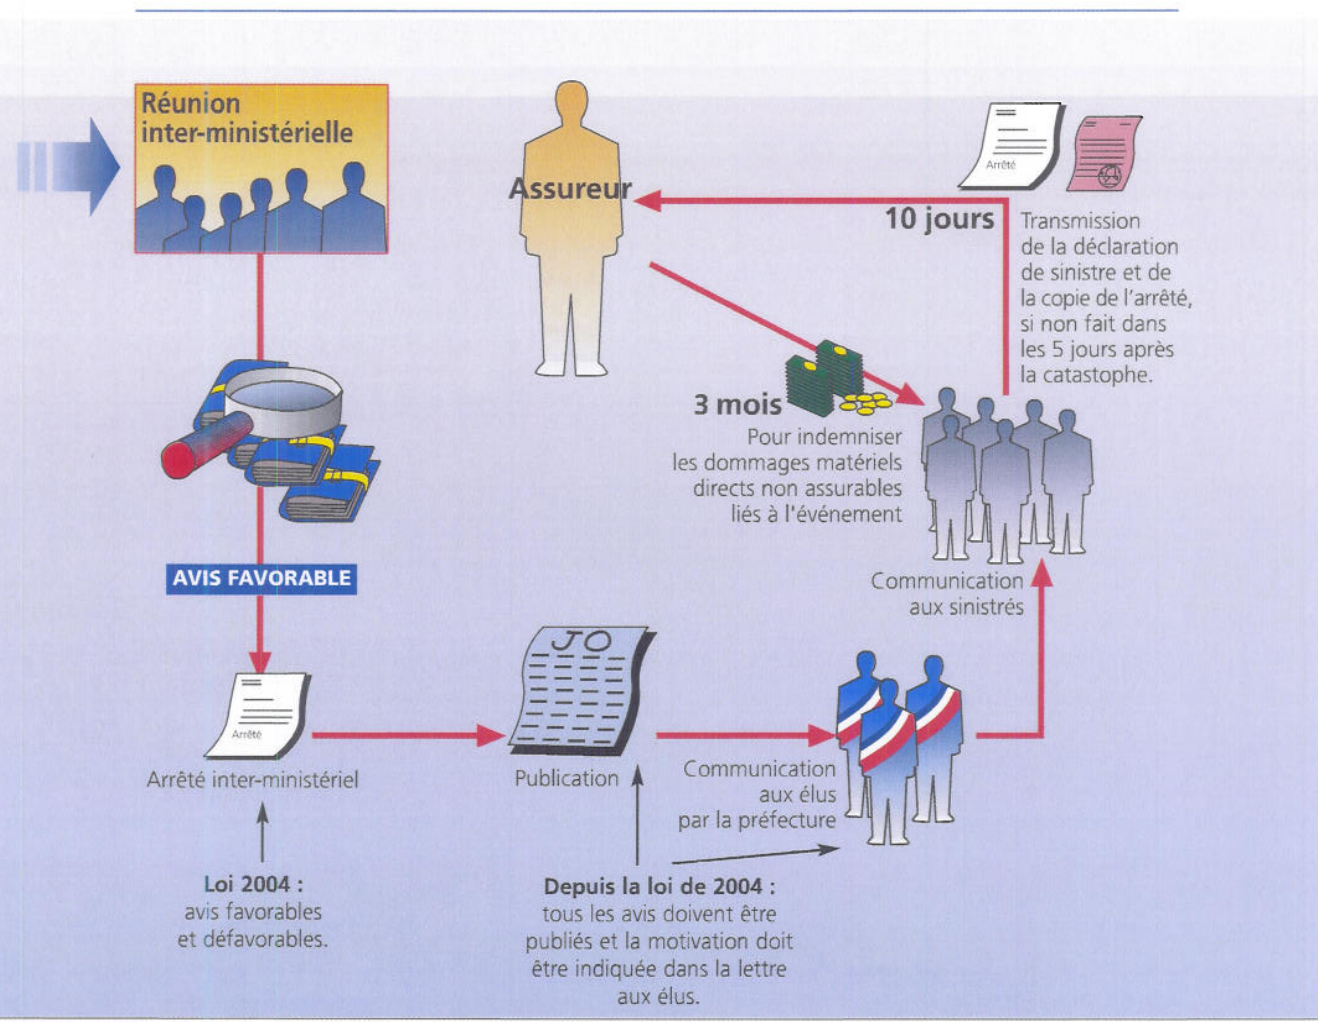 Réunion
inter-ministérielle
Assureur
Arrêté
10 jours
Transmission
de la déclaration
de sinistre et de
la copie de l'arrêté,
si non fait dans
les 5 jours après
la catastophe.
3 mois
Pour indemniser
les dommages matériels
directs non assurables
liés à l'événement
AVIS FAVORABLE
Communication
aux sinistrés
JO
Arrêté
Arrêté inter-ministériel
Publication
Communication
aux élus
par la préfecture
Loi 2004 :
avis favorables
et défavorables.
Depuis la loi de 2004 :
tous les avis doivent être
publiés et la motivation doit
être indiquée dans la lettre
aux élus.